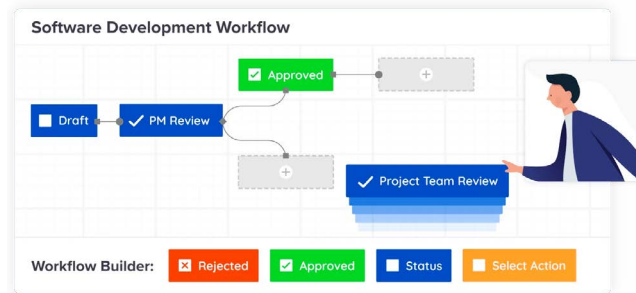 Software Development Workflow
Approved
Draft
PM Review
Project Team Review
Workflow Builder:
Rejected
Approved
Status
Select Action